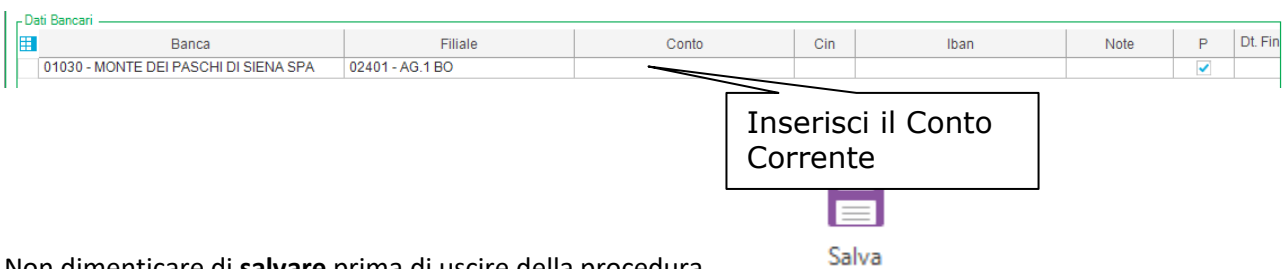 Dati Bancari
Banca Filiale Conto Cin Iban Note P Dt. Fin
01030 - MONTE DEI PASCHI DI SIENA SPA 02401 - AG.1 BO
Inserisci il Conto
Corrente
Salva
Non dimenticare di salvare prima di uscire della procedura